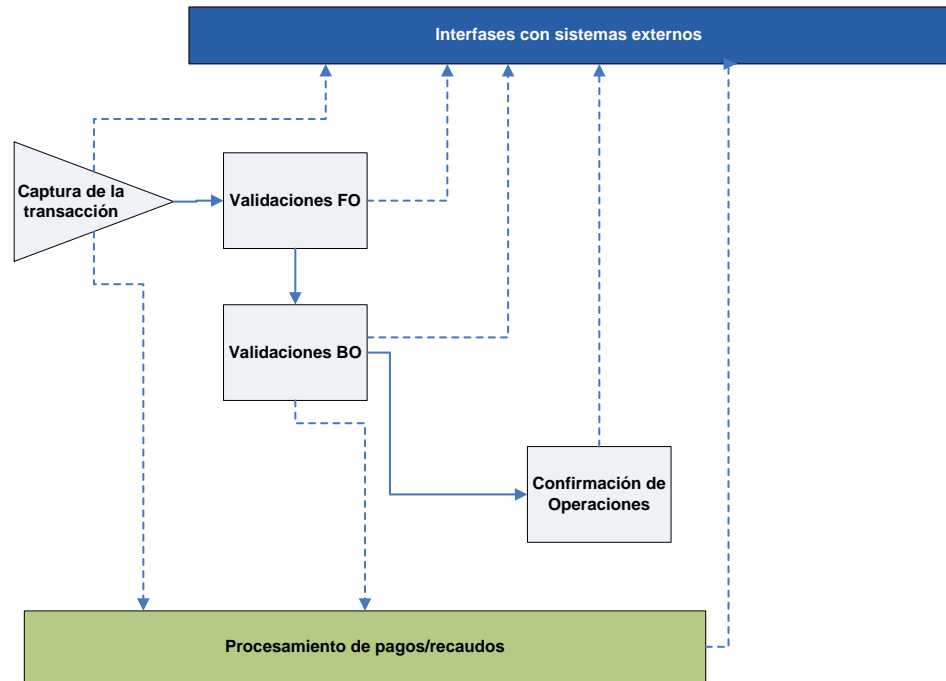 Interfases con sistemas externos
Captura de la
transacción
Validaciones FO
Validaciones BO
Confirmación de
Operaciones
Procesamiento de pagos/recaudos